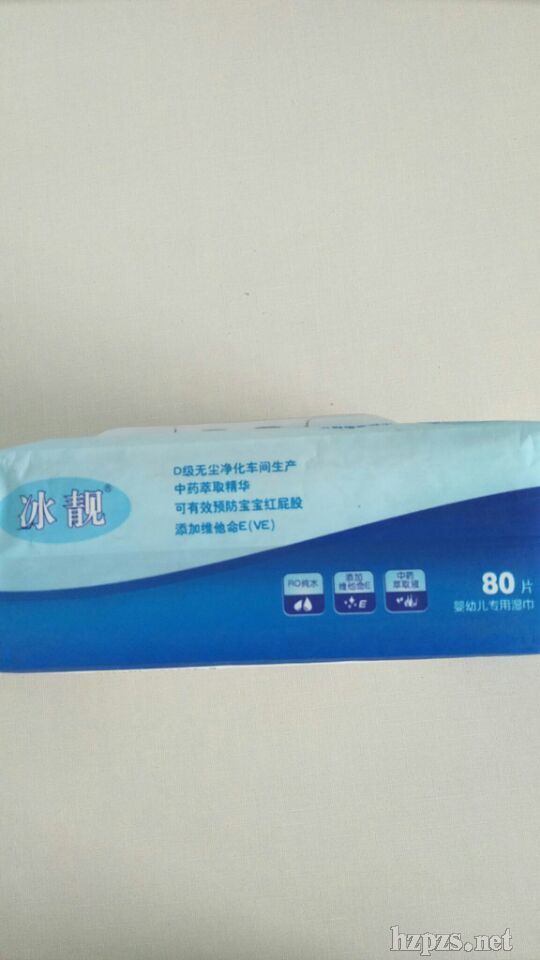 冰靓®
D级无尘净化车间生产
中药萃取精华
可有效预防宝宝红屁股
添加维他命E(VE)
RO纯水
添加
维他命E
E
中药
萃取液
80片
婴幼儿专用湿巾
hzpzs.net